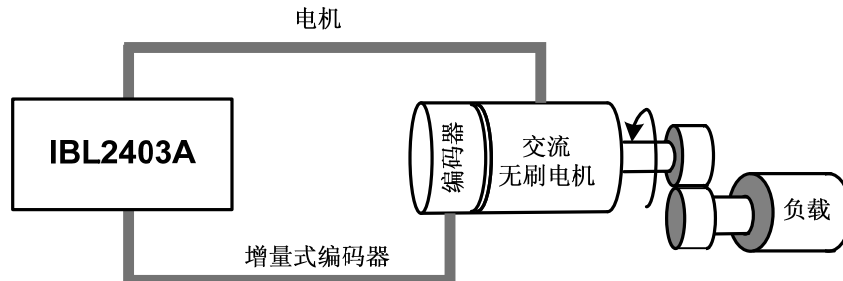 电机
IBL2403A
编码器
交流
无刷电机
负载
增量式编码器